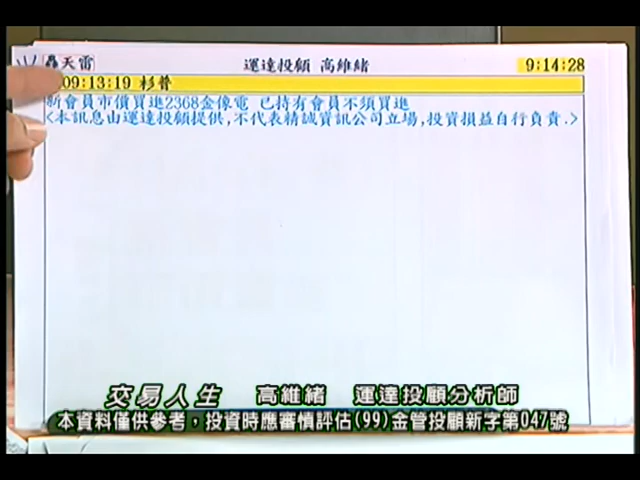 轟天雷 運達投顧 高維緒 9:14:28
09:13:19 杉普
新會員市價買進2368金像電 已持有會員不須買進
<本訊息由運達投顧提供,不代表精誠資訊公司立場,投資損益自行負責.>
交易人生 高維緒 運達投顧分析師
本資料僅供參考，投資時應審慎評估(99)金管投顧新字第047號